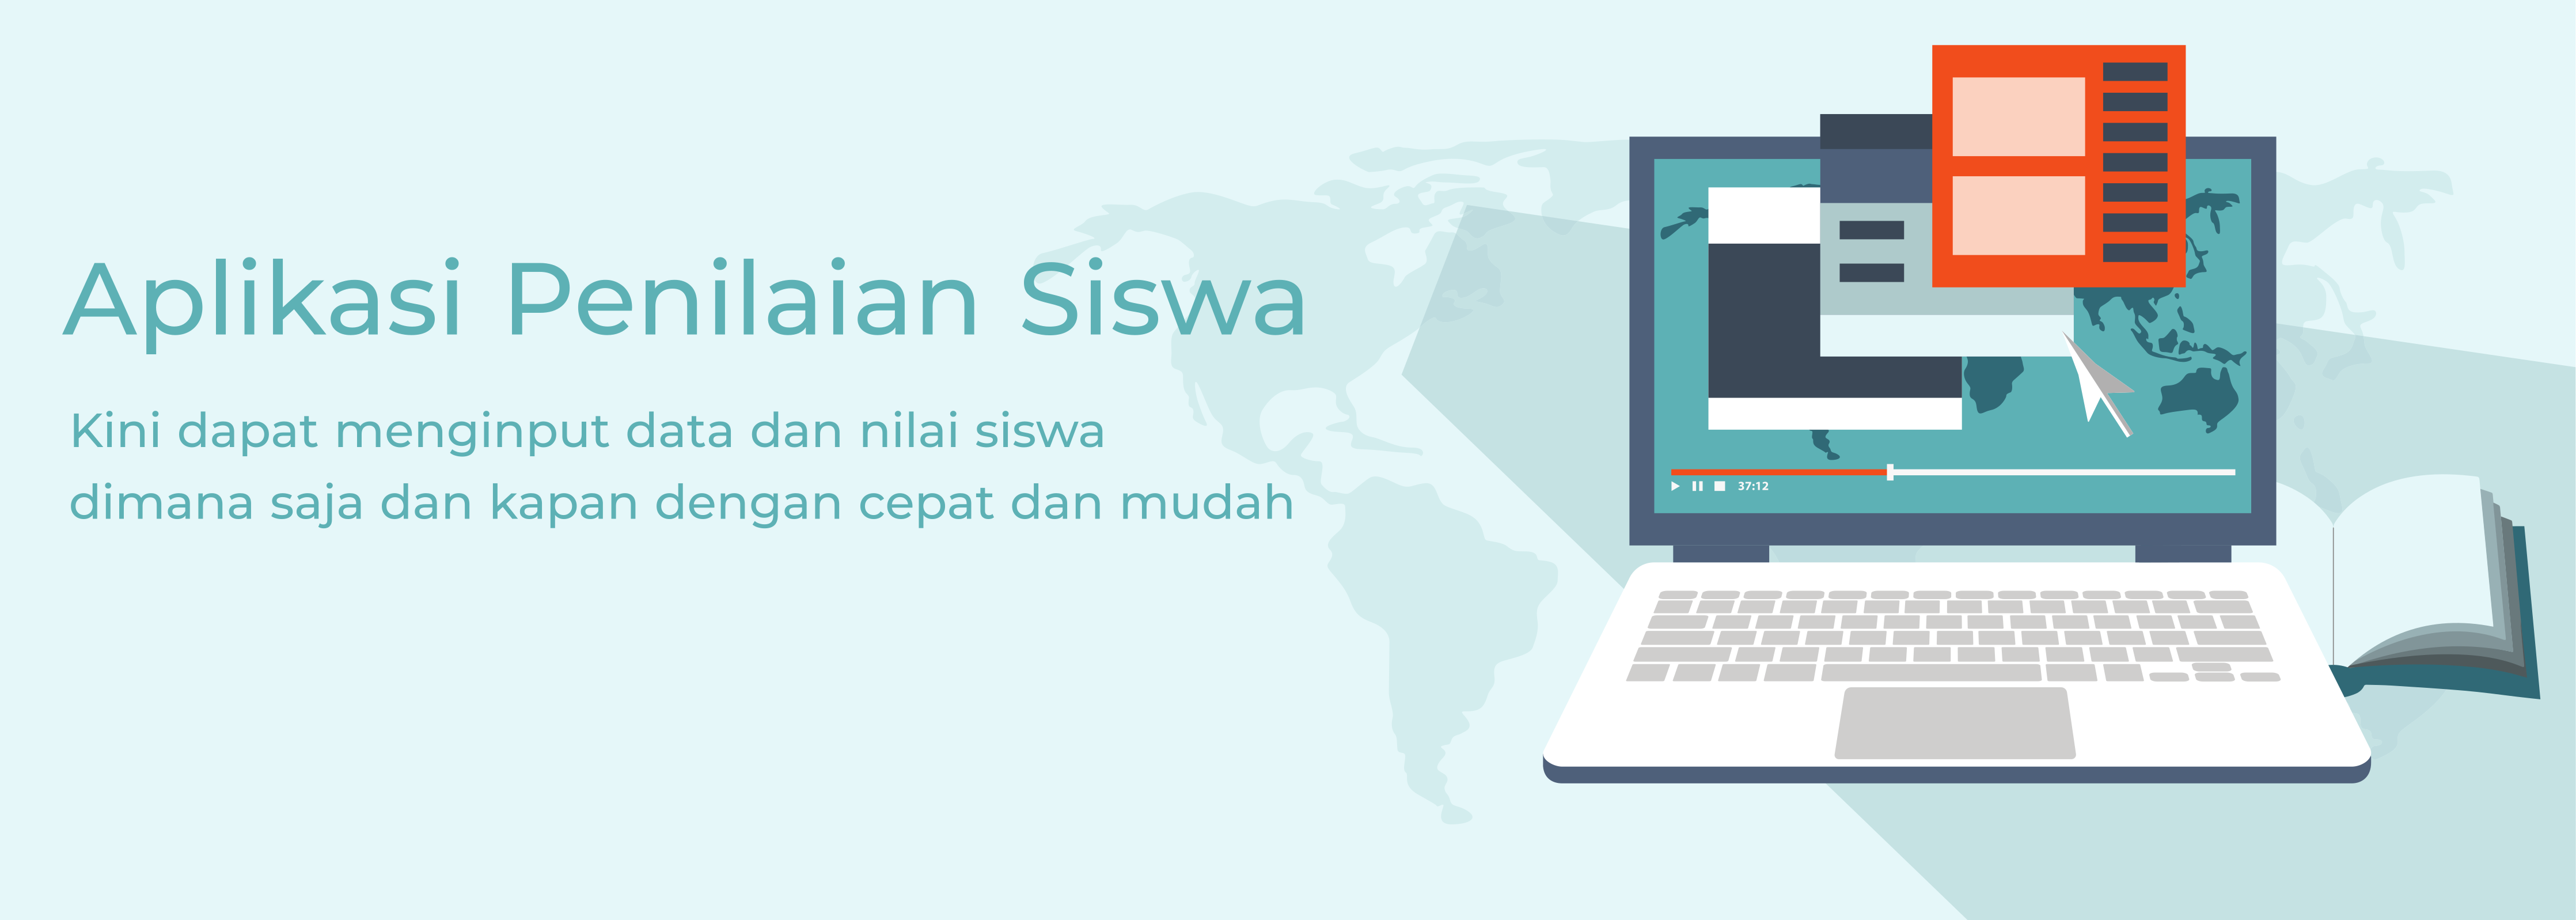 Aplikasi Penilaian Siswa
Kini dapat menginput data dan nilai siswa
dimana saja dan kapan dengan cepat dan mudah
37:12